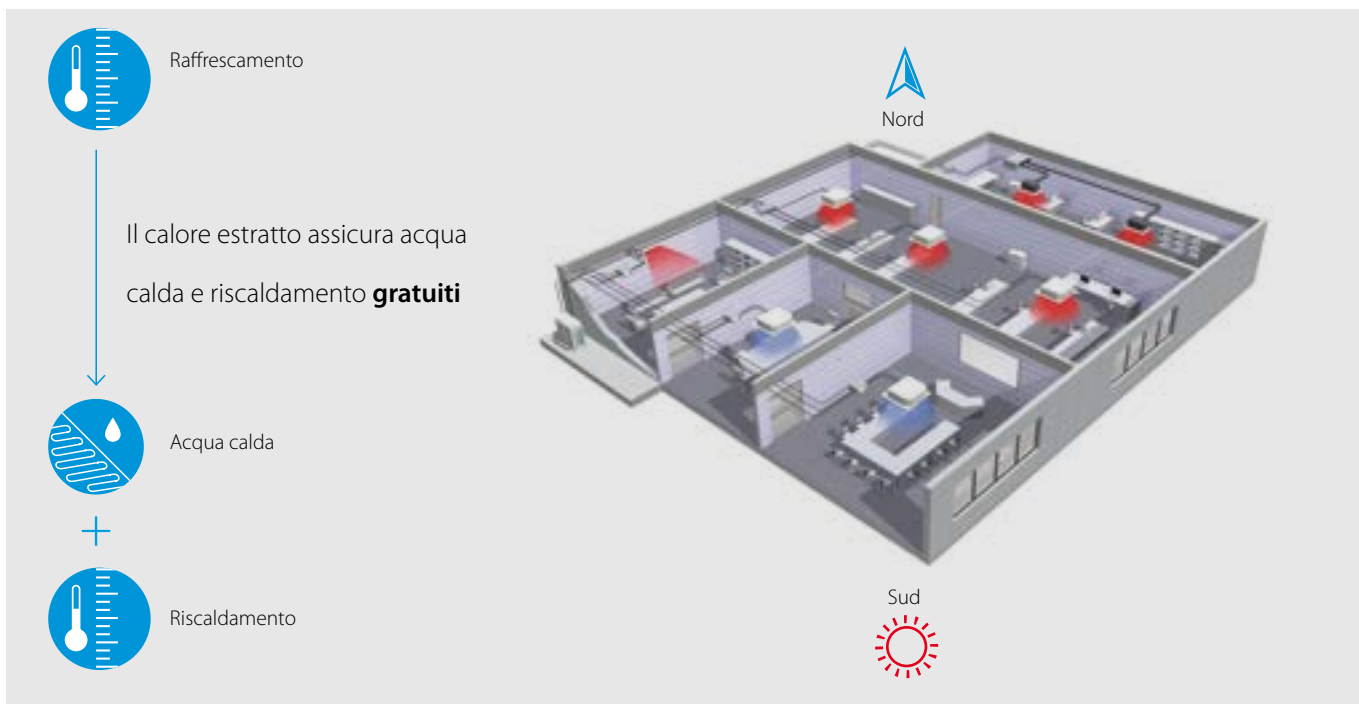 Raffrescamento
Il calore estratto assicura acqua
calda e riscaldamento gratuiti
Acqua calda
+
Riscaldamento
Nord
Sud